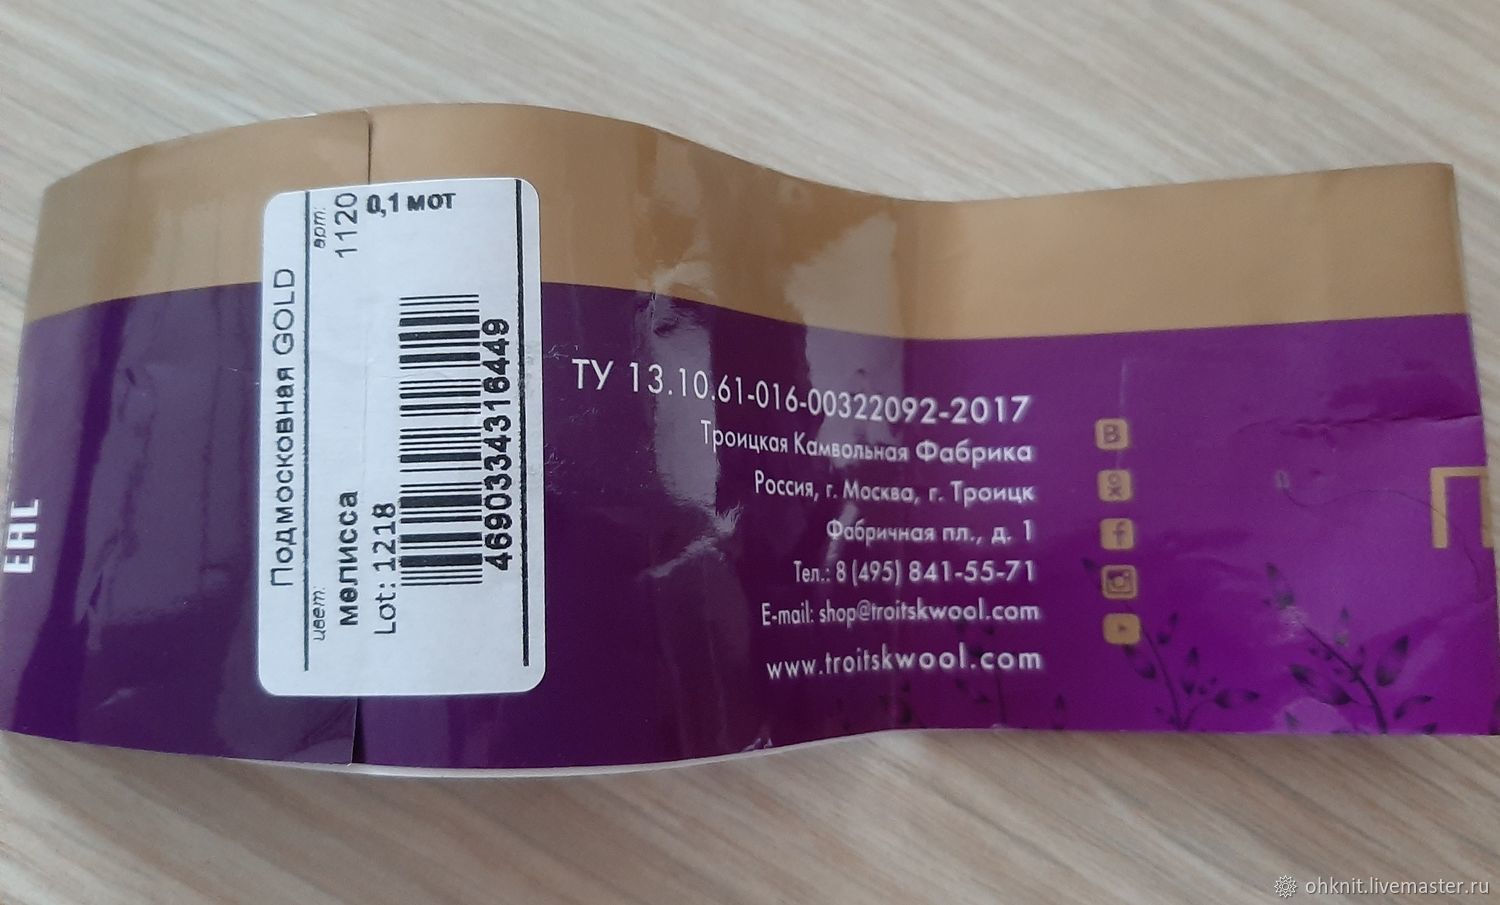 Подмосковная GOLD
арт:
1120
0,1 мот
цвет:
мелисса
Lot: 1218
4690334316449
ТУ 13.10.61-016-00322092-2017
Троицкая Камвольная Фабрика
Россия, г. Москва, г. Троицк
Фабричная пл., д. 1
Тел.: 8 (495) 841-55-71
E-mail: shop@troitskwool.com
www.troitskwool.com
EAC
ohknit.livemaster.ru